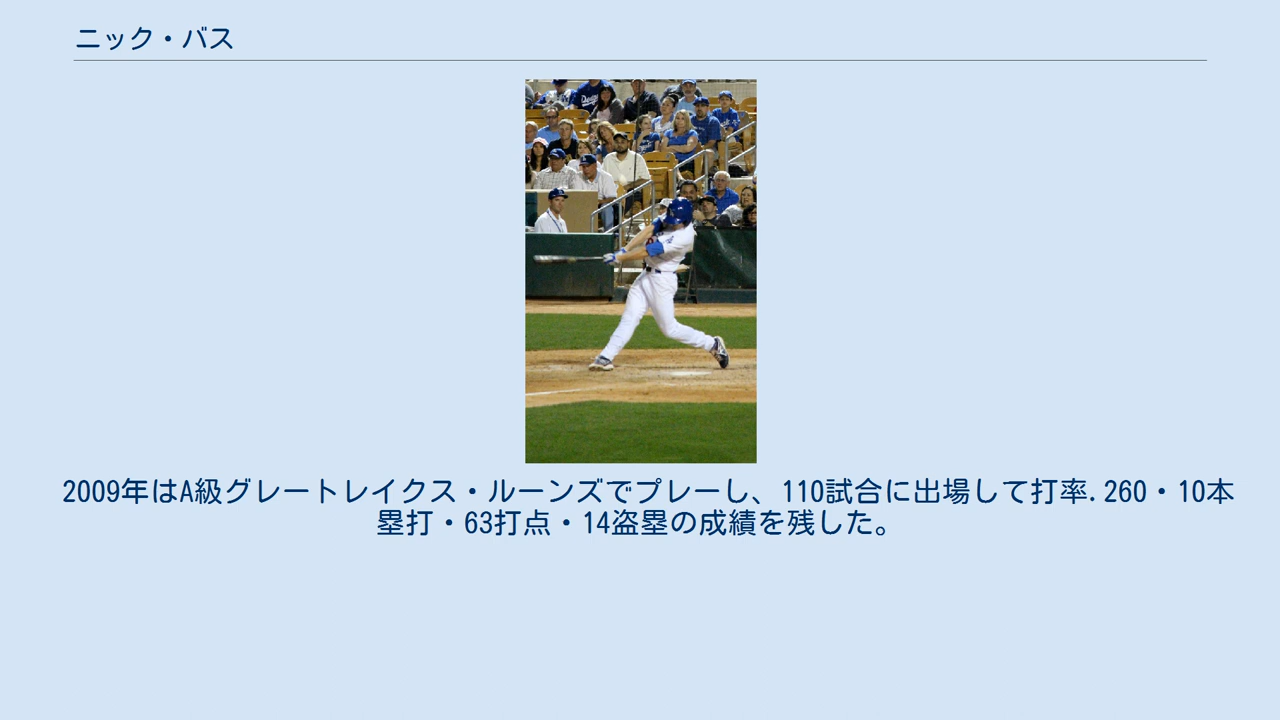 ニック・バス
2009年はA級グレートレイクス・ルーンズでプレーし、110試合に出場して打率.260・10本
塁打・63打点・14盗塁の成績を残した。